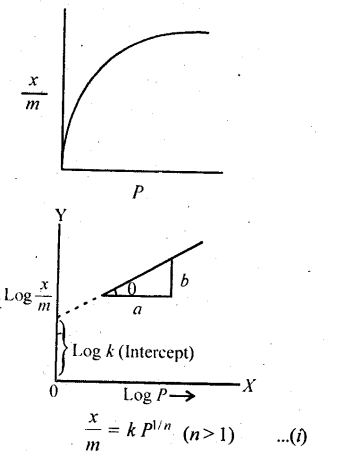 x/m
P
Y
Log x/m
θ
b
a
Log k (Intercept)
0
Log P→
X
x/m = k P^{1/n} (n > 1) ...(i)